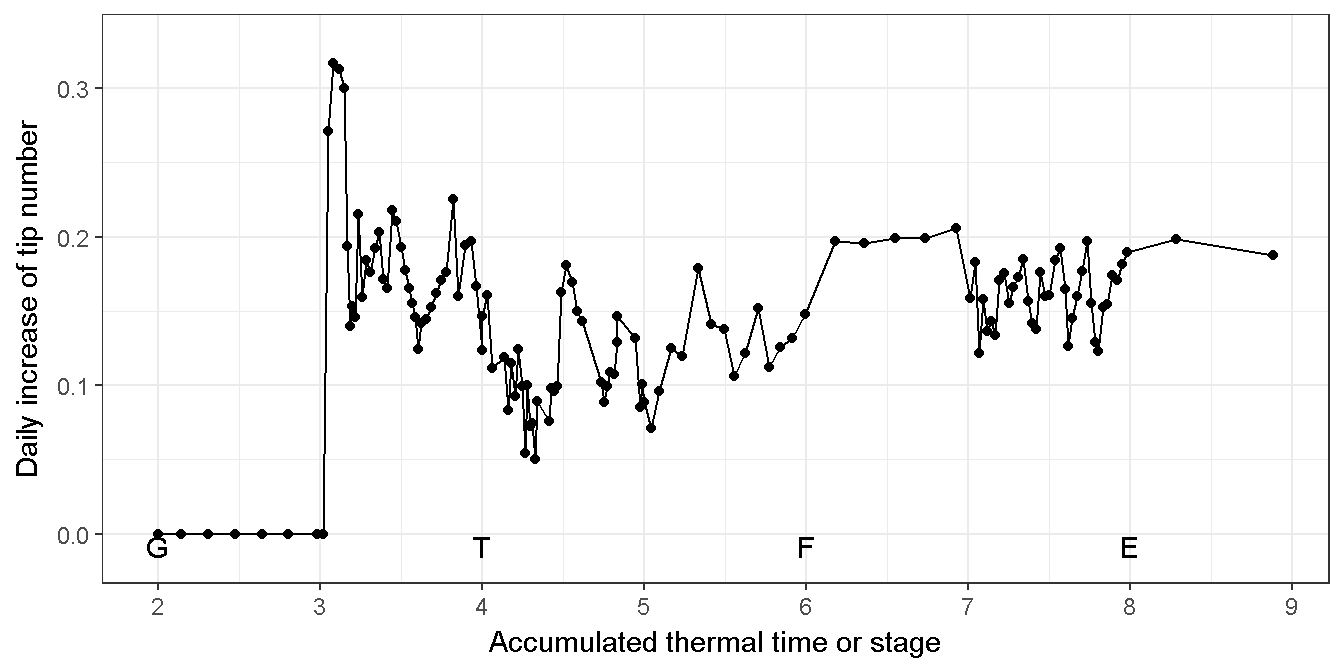 Daily increase of tip number
0.3
0.2
0.1
0.0
G T F E
2 3 4 5 6 7 8 9
Accumulated thermal time or stage